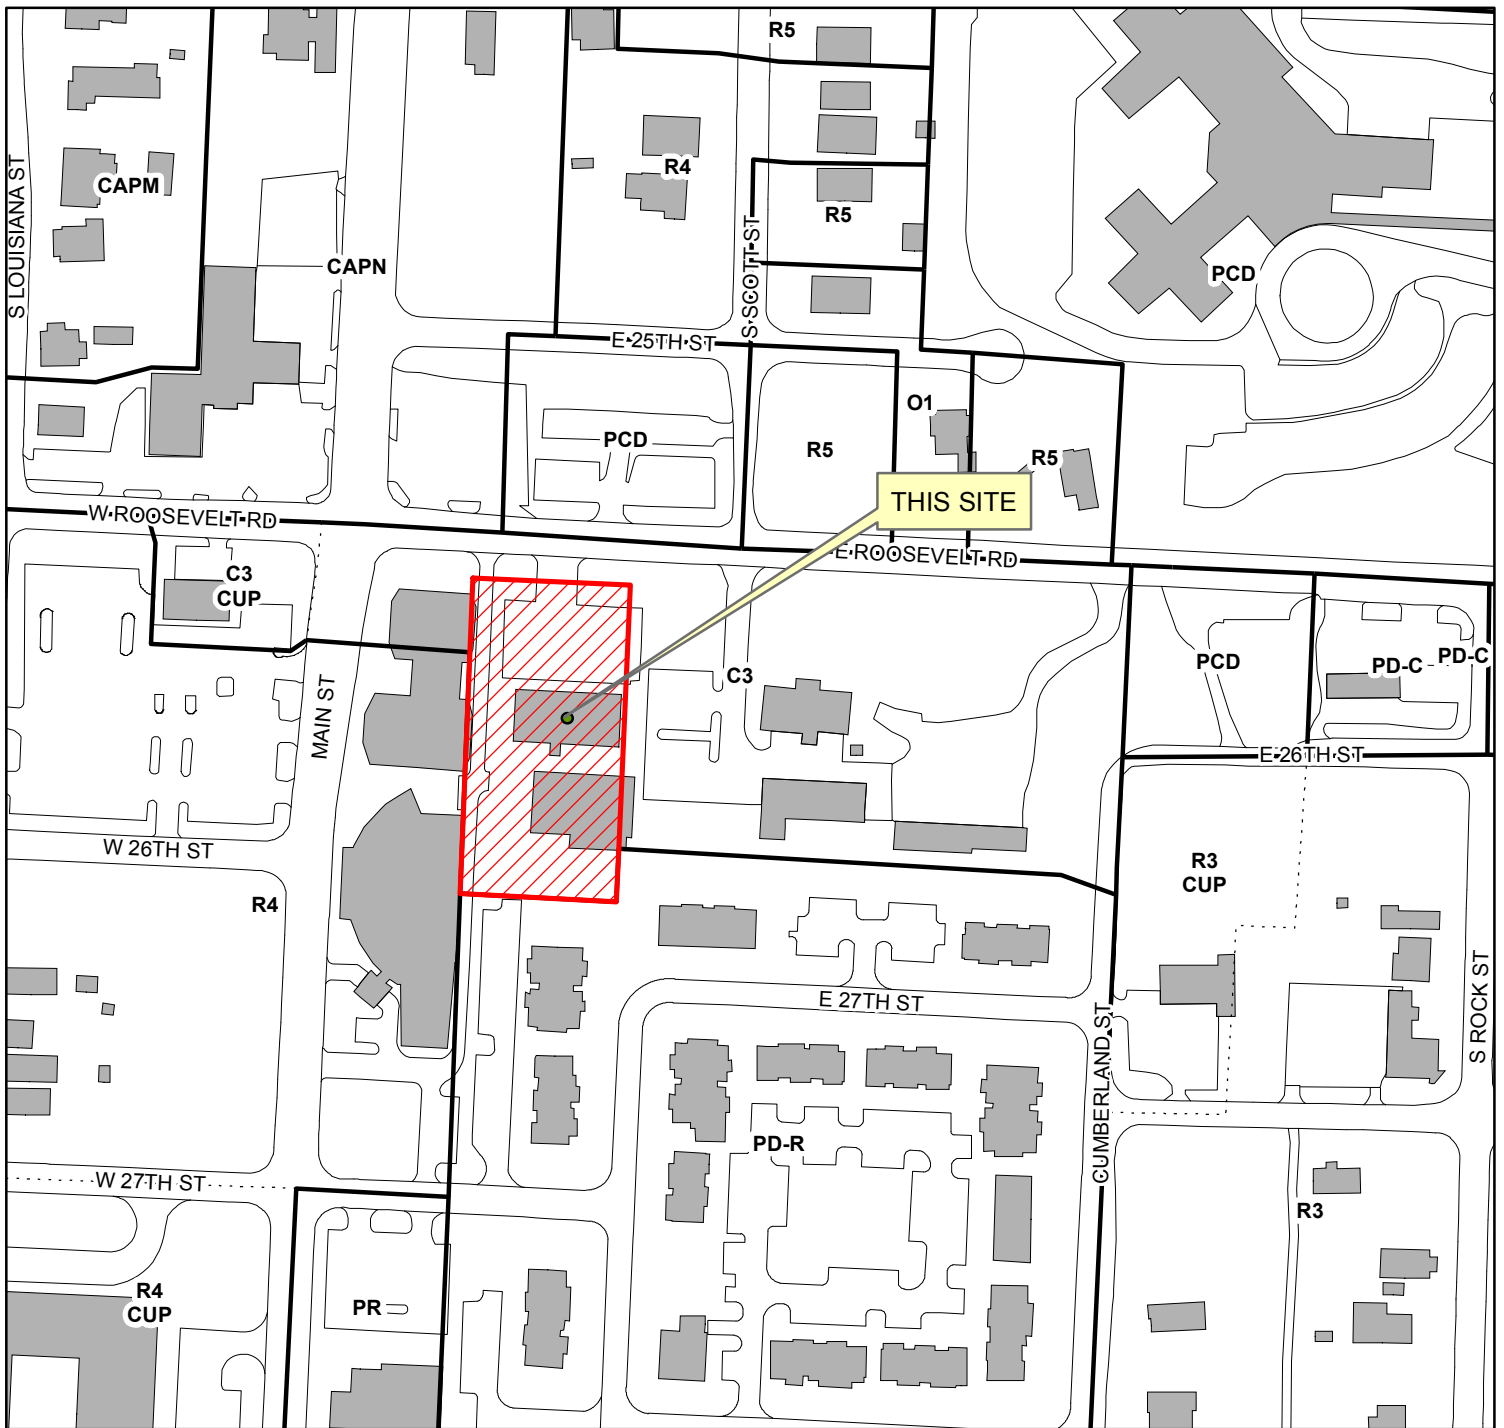 R5
S LOUISIANA ST
CAPM
R4
R5
S SCOTT ST
CAPN
PCD
E 25TH ST
O1
PCD
R5
R5
THIS SITE
W ROOSEVELT RD
E ROOSEVELT RD
C3
CUP
MAIN ST
C3
PCD
PD-C
PD-C
E 26TH ST
W 26TH ST
R3
CUP
R4
E 27TH ST
CUMBERLAND ST
S ROCK ST
PD-R
W 27TH ST
R3
R4
CUP
PR